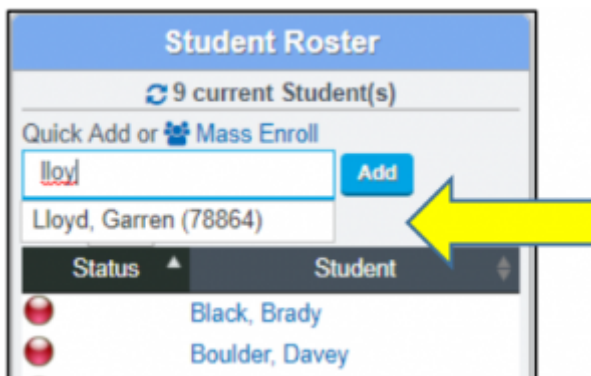 Student Roster
9 current Student(s)
Quick Add or Mass Enroll
lloy
Add
Lloyd, Garren (78864)
Status Student
Black, Brady
Boulder, Davey